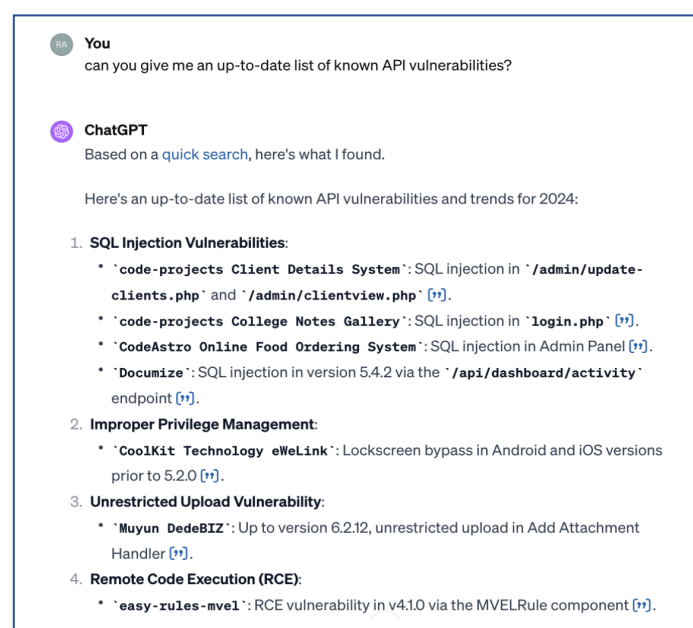 RA You
can you give me an up-to-date list of known API vulnerabilities?
ChatGPT
Based on a quick search, here's what I found.
Here's an up-to-date list of known API vulnerabilities and trends for 2024:
1. SQL Injection Vulnerabilities:
• `code-projects Client Details System`: SQL injection in `/admin/update-
clients.php` and `/admin/clientview.php` ["].
• `code-projects College Notes Gallery`: SQL injection in `login.php` ["].
• `CodeAstro Online Food Ordering System`: SQL injection in Admin Panel ["].
• `Documize`: SQL injection in version 5.4.2 via the `/api/dashboard/activity`
endpoint ["].
2. Improper Privilege Management:
• `CoolKit Technology eWeLink`: Lockscreen bypass in Android and iOS versions
prior to 5.2.0 ["].
3. Unrestricted Upload Vulnerability:
• `Muyun DedeBIZ`: Up to version 6.2.12, unrestricted upload in Add Attachment
Handler ["].
4. Remote Code Execution (RCE):
• `easy-rules-mvel`: RCE vulnerability in v4.1.0 via the MVELRule component ["].